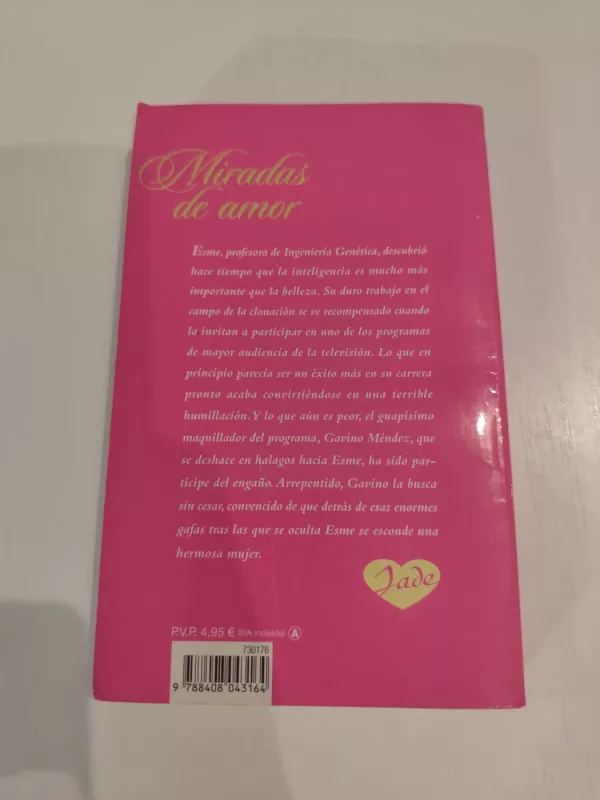 Miradas
de amor
Esme, profesora de Ingeniería Genética, descubrió
hace tiempo que la inteligencia es mucho más
importante que la belleza. Su duro trabajo en el
campo de la clonación se ve recompensado cuando
la invitan a participar en uno de los programas
de mayor audiencia de la televisión. Lo que en
principio parecía ser un éxito más en su carrera
pronto acaba convirtiéndose en una terrible
humillación. Y lo que aún es peor, el guapísimo
maquillador del programa, Gavino Méndez, que
se deshace en halagos hacia Esme, ha sido par-
tícipe del engaño. Arrepentido, Gavino la busca
sin cesar, convencido de que detrás de esas enormes
gafas tras las que se oculta Esme se esconde una
hermosa mujer.
Jade
P.V.P. 4,95 € (IVA incluido) A
730176
9 788408 043164